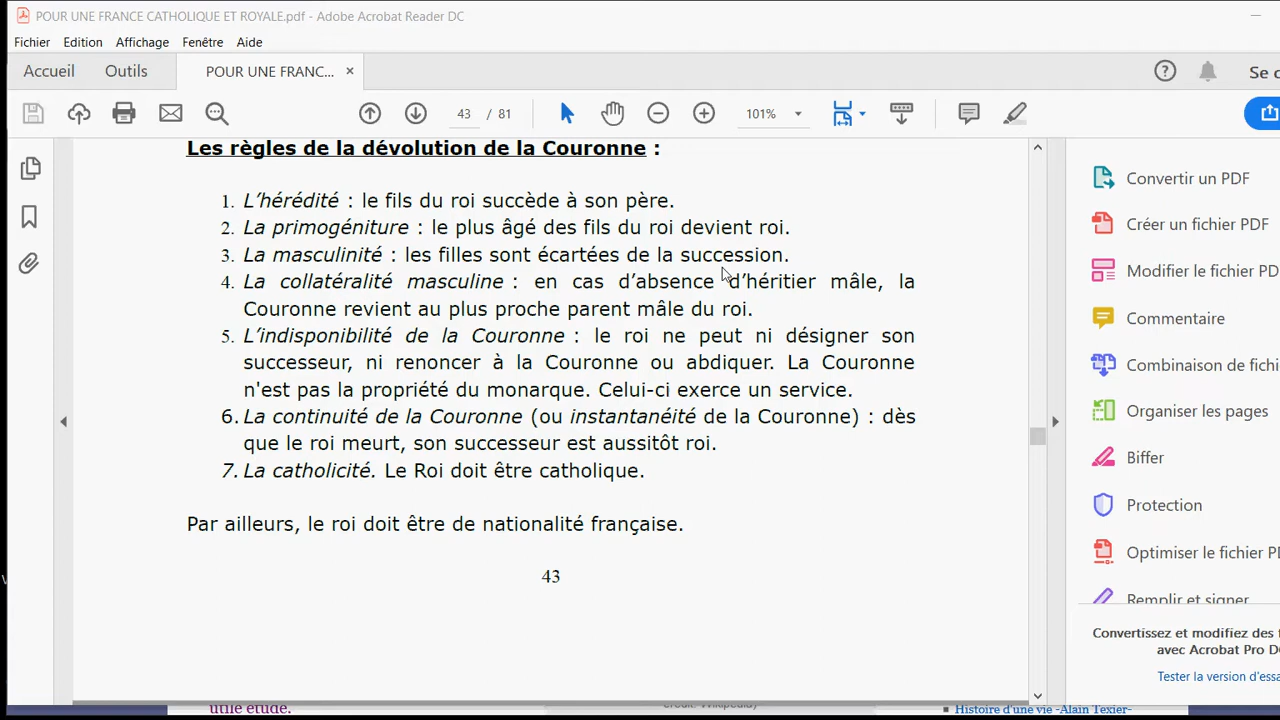 POUR UNE FRANCE CATHOLIQUE ET ROYALE.pdf - Adobe Acrobat Reader DC
Fichier Edition Affichage Fenêtre Aide
Accueil Outils POUR UNE FRANC... × Se c
43 / 81 101%
Les règles de la dévolution de la Couronne :
1. L’hérédité : le fils du roi succède à son père.
2. La primogéniture : le plus âgé des fils du roi devient roi.
3. La masculinité : les filles sont écartées de la succession.
4. La collatéralité masculine : en cas d’absence d’héritier mâle, la
Couronne revient au plus proche parent mâle du roi.
5. L’indisponibilité de la Couronne : le roi ne peut ni désigner son
successeur, ni renoncer à la Couronne ou abdiquer. La Couronne
n'est pas la propriété du monarque. Celui-ci exerce un service.
6. La continuité de la Couronne (ou instantanéité de la Couronne) : dès
que le roi meurt, son successeur est aussitôt roi.
7. La catholicité. Le Roi doit être catholique.
Par ailleurs, le roi doit être de nationalité française.
43
Convertir un PDF
Créer un fichier PDF
Modifier le fichier PD
Commentaire
Combinaison de fichi
Organiser les pages
Biffer
Protection
Optimiser le fichier PD
Remplir et signer
Convertissez et modifiez des f
avec Acrobat Pro D
Tester la version d'essa
utile étude.
crédit: Wikipedia)
Histoire d'une vie -Alain Texier-